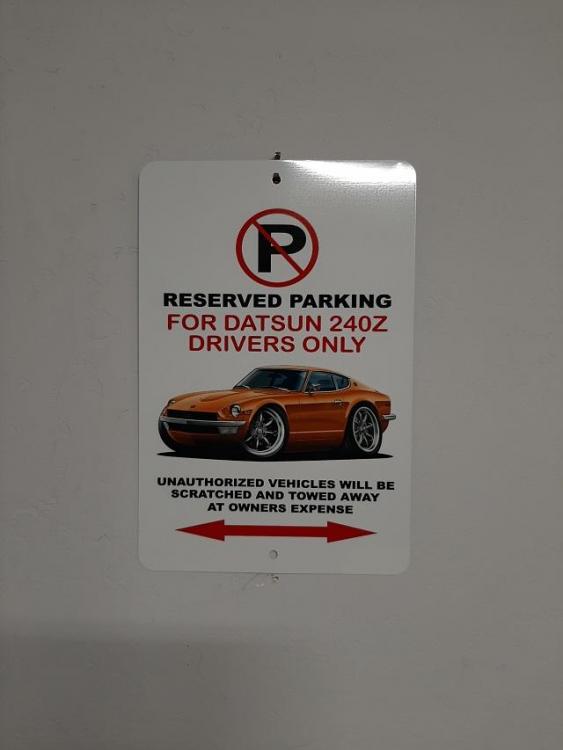 P
RESERVED PARKING
FOR DATSUN 240Z
DRIVERS ONLY
UNAUTHORIZED VEHICLES WILL BE
SCRATCHED AND TOWED AWAY
AT OWNERS EXPENSE